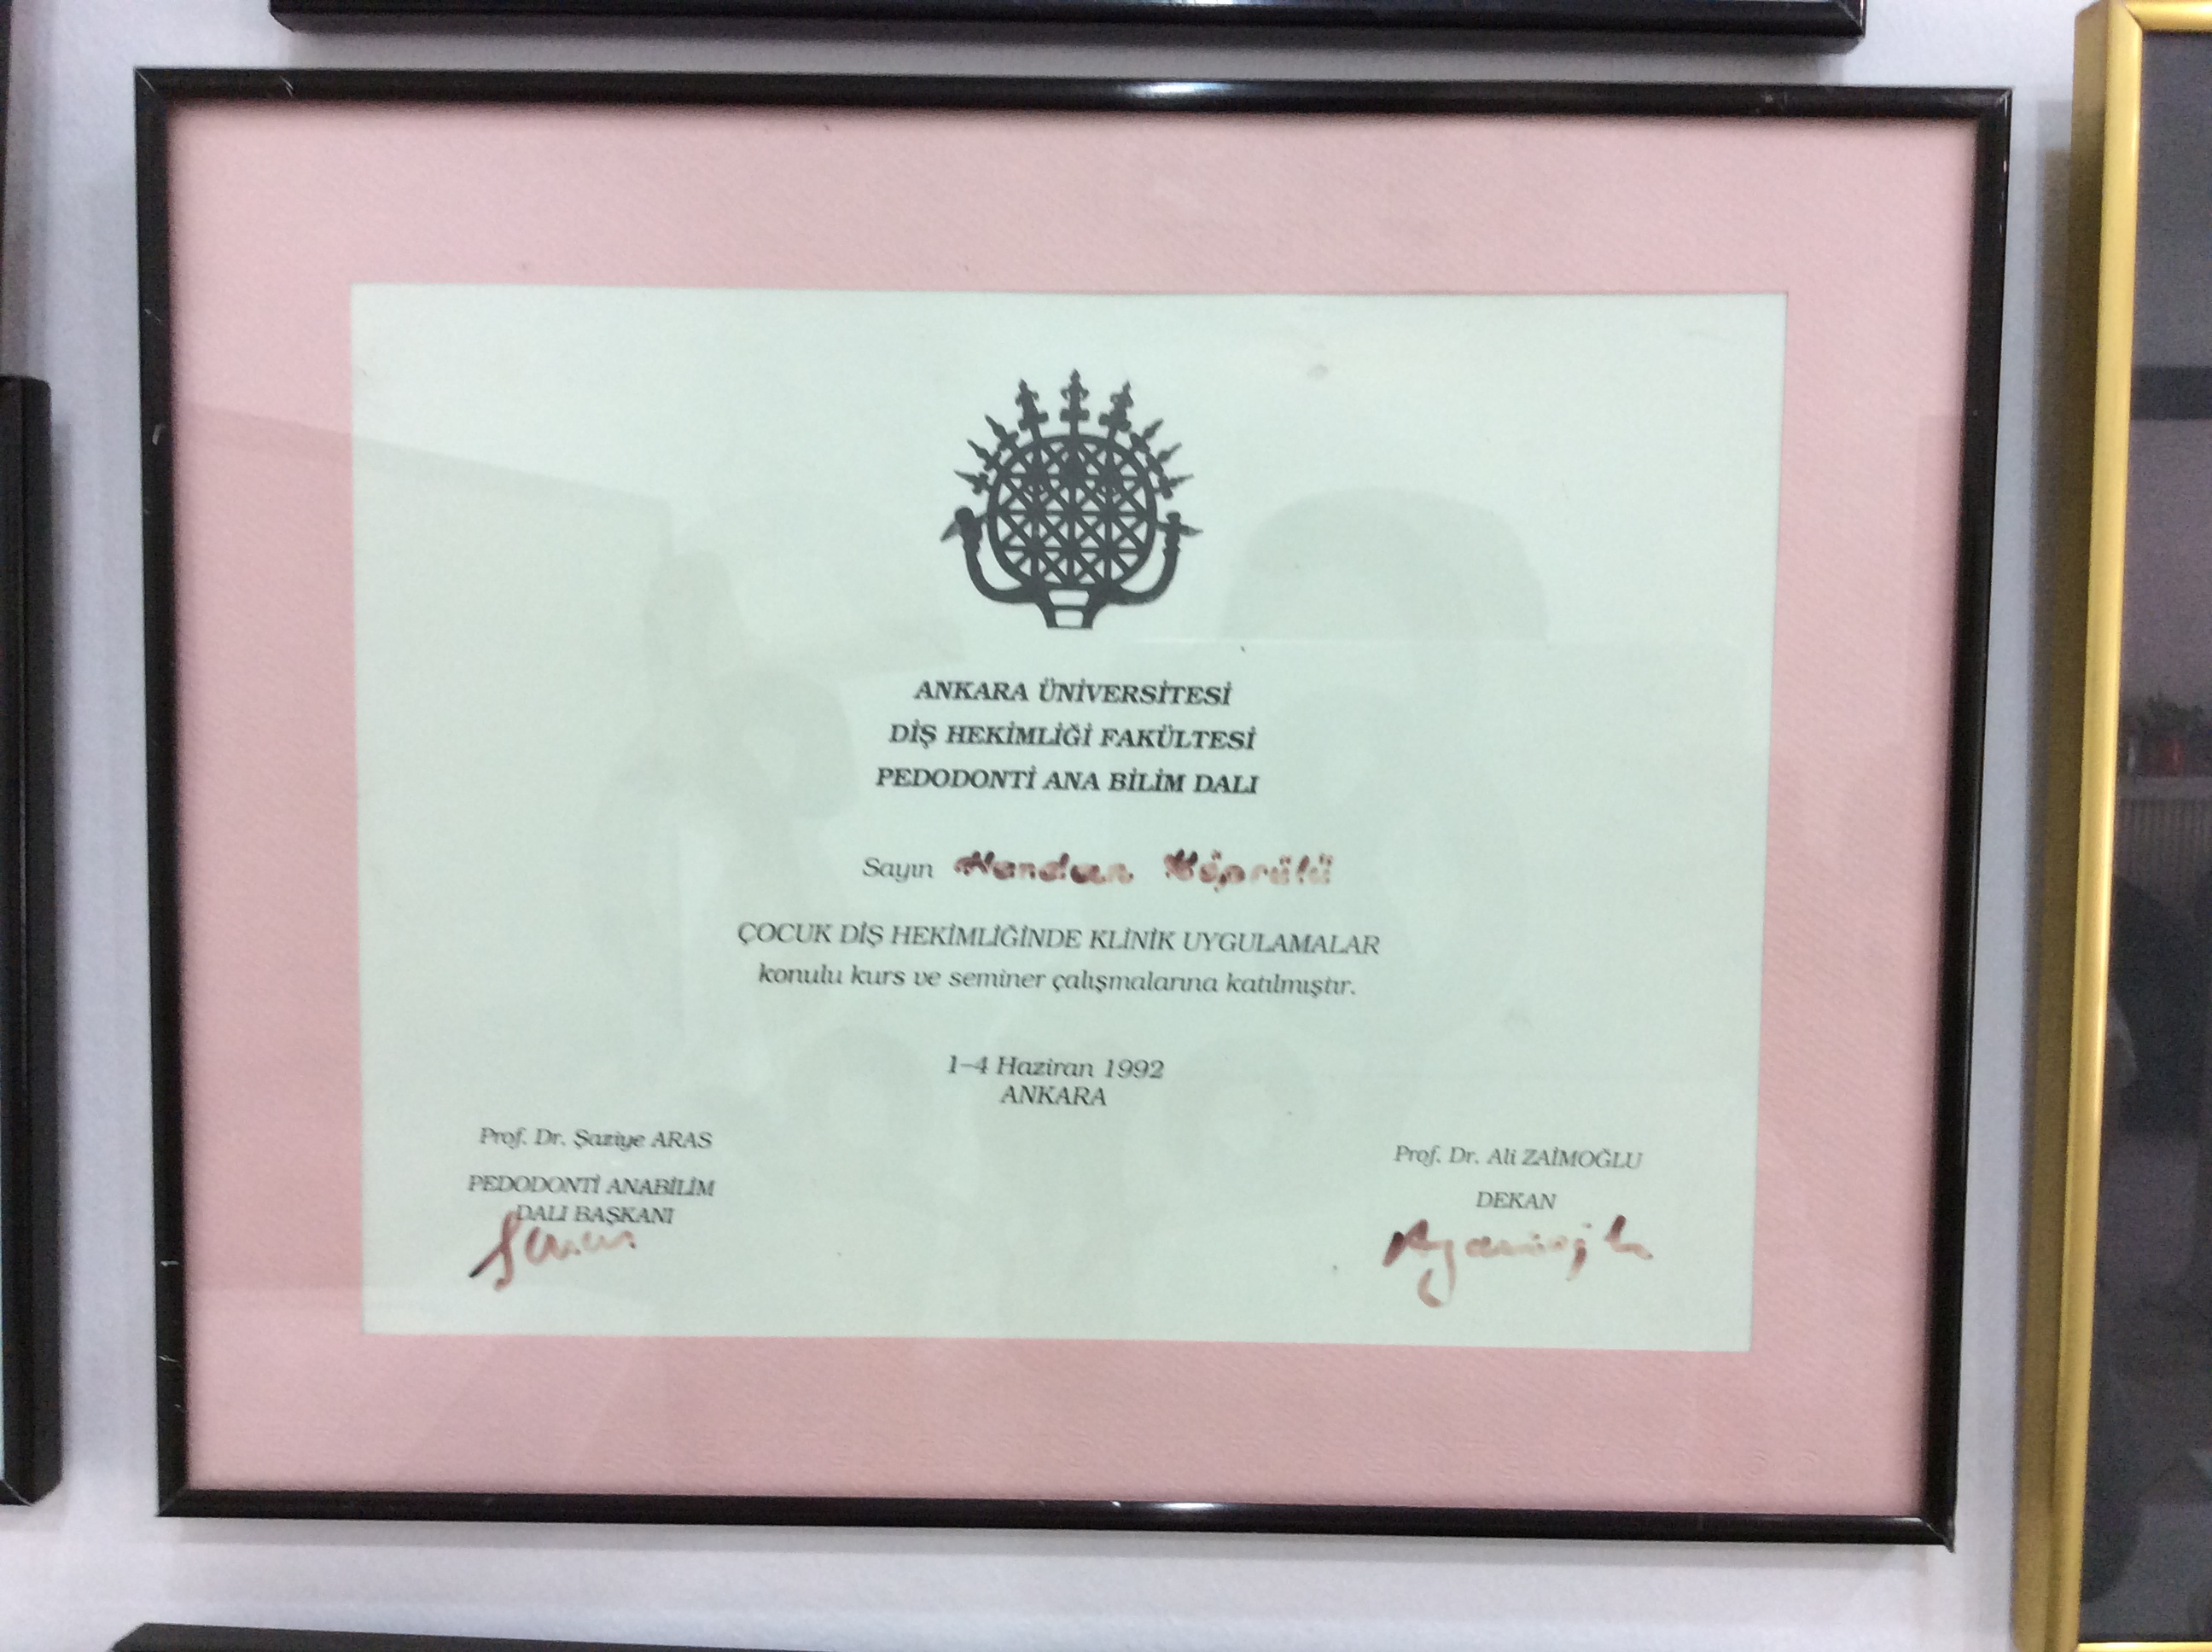 ANKARA ÜNİVERSİTESİ
DİŞ HEKİMLİĞİ FAKÜLTESİ
PEDODONTİ ANA BİLİM DALI
Sayın Handan Köprülü
ÇOCUK DİŞ HEKİMLİĞİNDE KLİNİK UYGULAMALAR
konulu kurs ve seminer çalışmalarına katılmıştır.
1-4 Haziran 1992
ANKARA
Prof. Dr. Şaziye ARAS
PEDODONTİ ANABİLİM
DALI BAŞKANI
Prof. Dr. Ali ZAİMOĞLU
DEKAN